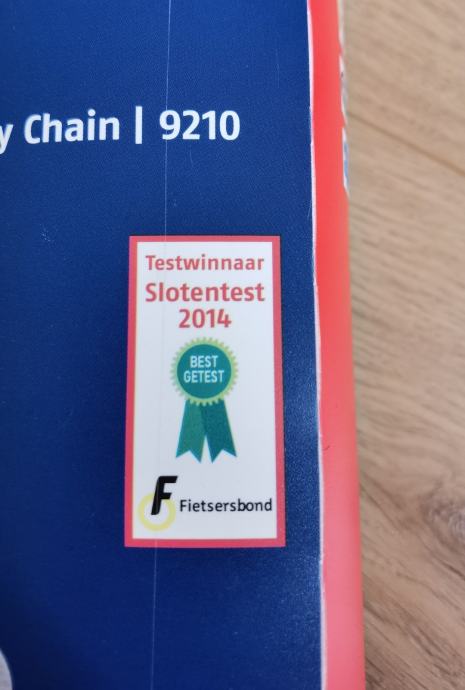 y Chain | 9210
Testwinnaar
Slotentest
2014
BEST
GETEST
F Fietsersbond